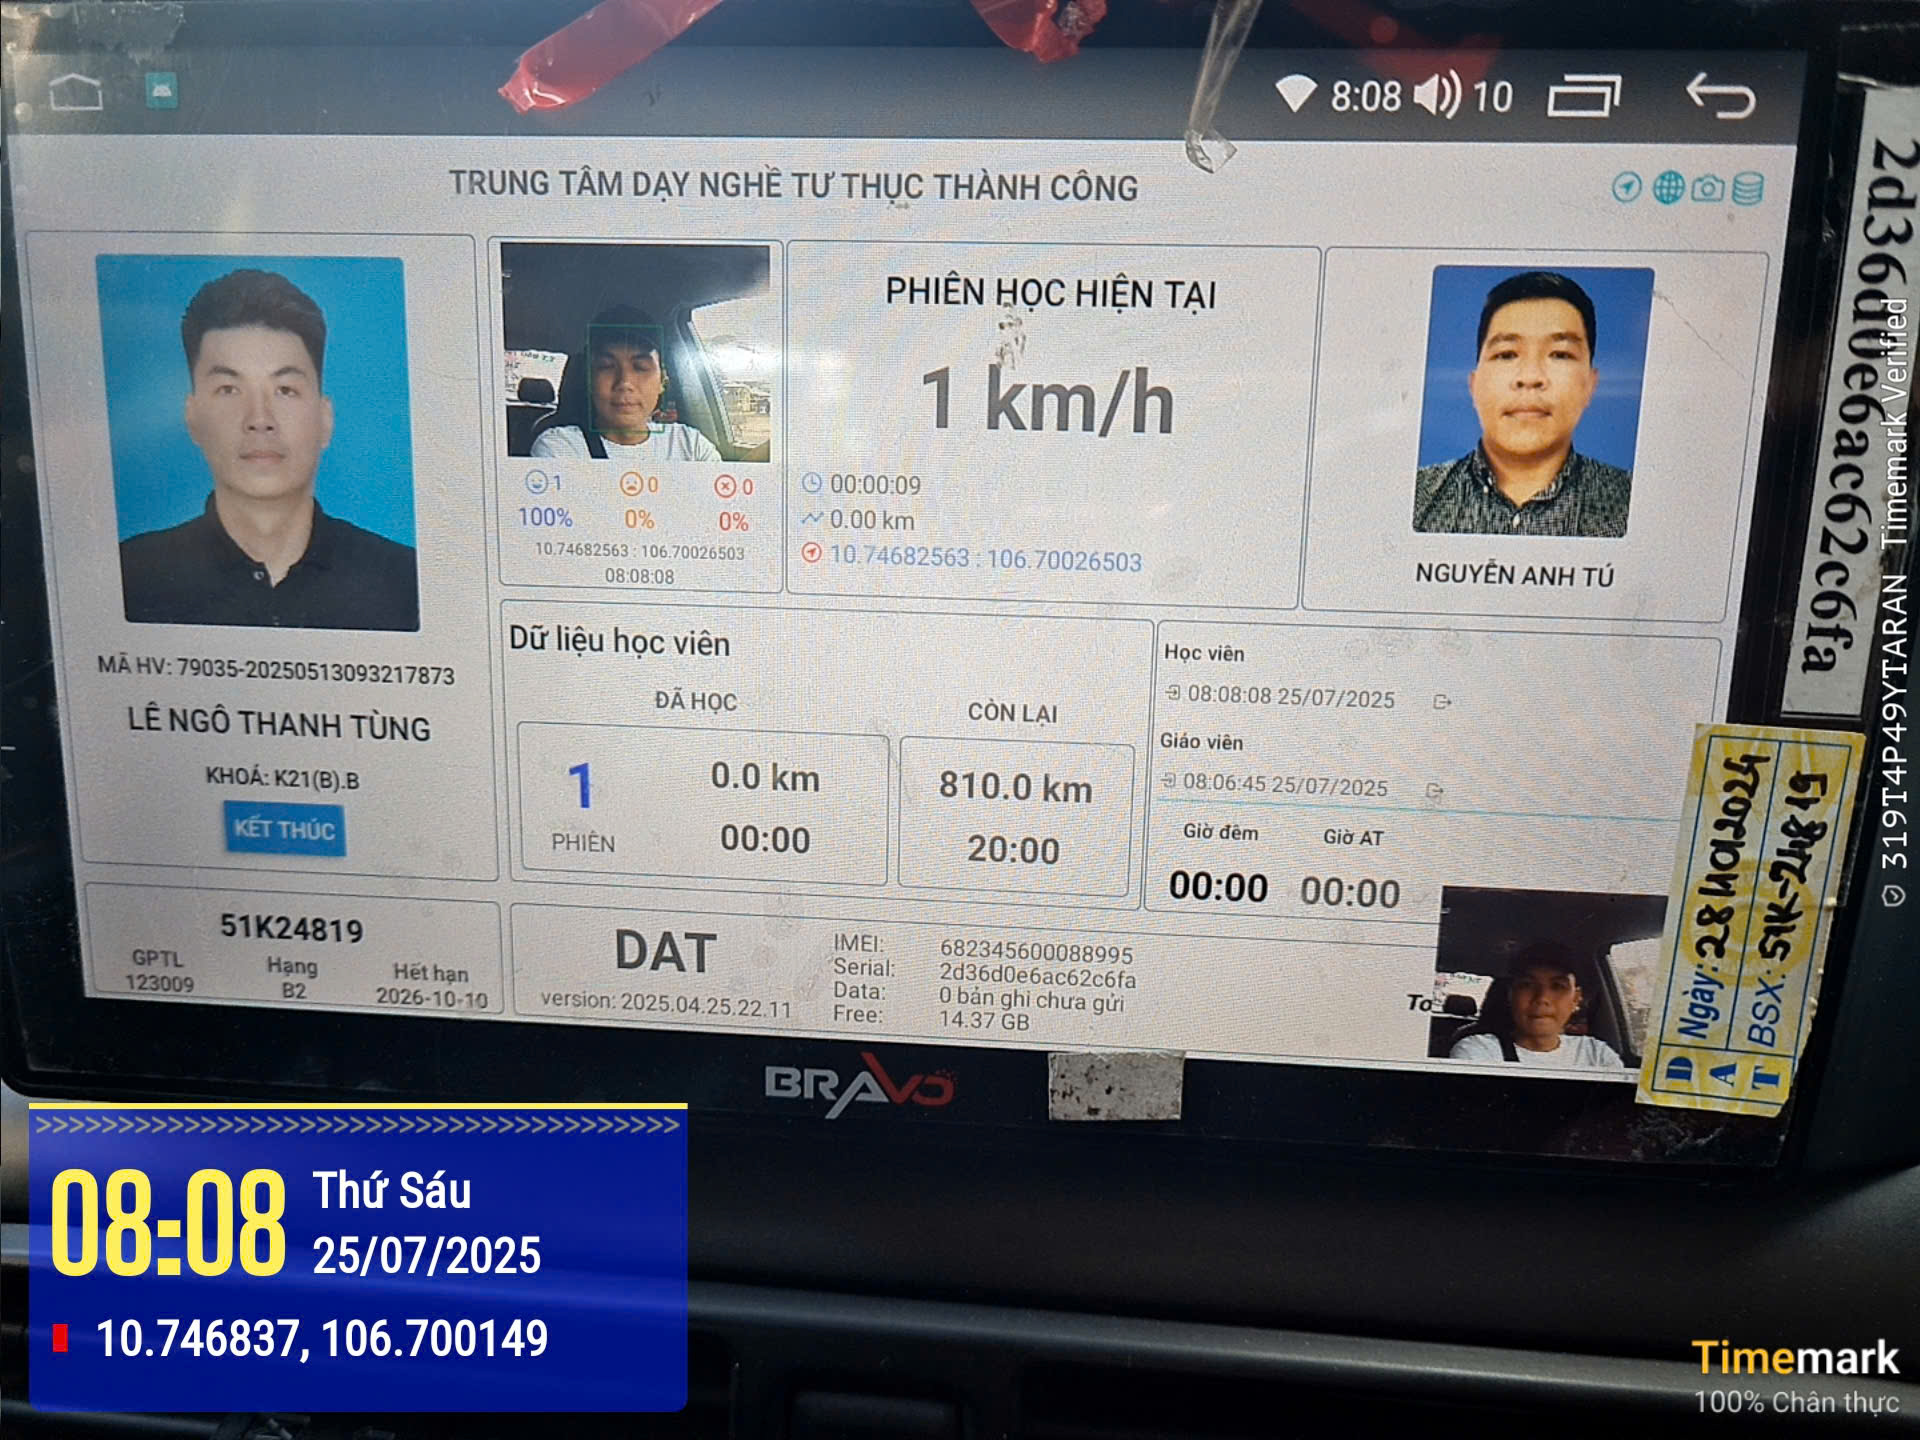 8:08 10
TRUNG TÂM DẠY NGHỀ TƯ THỤC THÀNH CÔNG
MÃ HV: 79035-20250513093217873
LÊ NGÔ THANH TÙNG
KHOÁ: K21(B).B
KẾT THÚC
1 0 0
100% 0% 0%
10.74682563 : 106.70026503
08:08:08
PHIÊN HỌC HIỆN TẠI
1 km/h
00:00:09
0.00 km
10.74682563 : 106.70026503
NGUYỄN ANH TÚ
Dữ liệu học viên
ĐÃ HỌC
1
PHIÊN
0.0 km
00:00
CÒN LẠI
810.0 km
20:00
Học viên
08:08:08 25/07/2025
Giáo viên
08:06:45 25/07/2025
Giờ đêm Giờ AT
00:00 00:00
51K24819
GPTL Hạng Hết hạn
123009 B2 2026-10-10
DAT
version: 2025.04.25.22.11
IMEI: 682345600088995
Serial: 2d36d0e6ac62c6fa
Data: 0 bản ghi chưa gửi
Free: 14.37 GB
To
BRAVO
2d36d0e6ac62c6fa
DAT
Ngày: 28 2024
BSX: 51K-24819
319T4P49YTARAN Timemark Verified
08:08
Thứ Sáu
25/07/2025
10.746837, 106.700149
Timemark
100% Chân thực